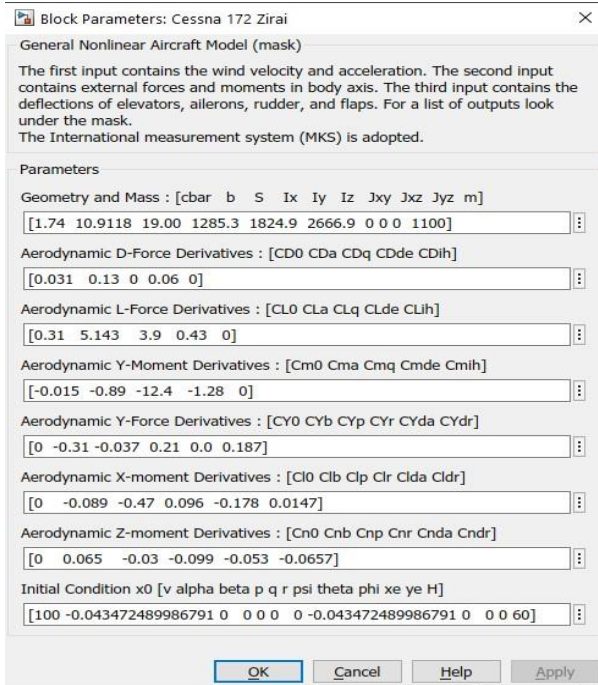 Block Parameters: Cessna 172 Zirai
General Nonlinear Aircraft Model (mask)
The first input contains the wind velocity and acceleration. The second input
contains external forces and moments in body axis. The third input contains the
deflections of elevators, ailerons, rudder, and flaps. For a list of outputs look
under the mask.
The International measurement system (MKS) is adopted.
Parameters
Geometry and Mass : [cbar b S Ix Iy Iz Jxy Jxz Jyz m]
[1.74 10.9118 19.00 1285.3 1824.9 2666.9 0 0 0 1100]
Aerodynamic D-Force Derivatives : [CD0 CDa CDq CDde CDih]
[0.031 0.13 0 0.06 0]
Aerodynamic L-Force Derivatives : [CL0 CLa CLq CLde CLih]
[0.31 5.143 3.9 0.43 0]
Aerodynamic Y-Moment Derivatives : [Cm0 Cma Cmq Cmde Cmih]
[-0.015 -0.89 -12.4 -1.28 0]
Aerodynamic Y-Force Derivatives : [CY0 CYb CYp CYr CYda CYdr]
[0 -0.31 -0.037 0.21 0.0 0.187]
Aerodynamic X-moment Derivatives : [Cl0 Clb Clp Clr Clda Cldr]
[0 -0.089 -0.47 0.096 -0.178 0.0147]
Aerodynamic Z-moment Derivatives : [Cn0 Cnb Cnp Cnr Cnda Cndr]
[0 0.065 -0.03 -0.099 -0.053 -0.0657]
Initial Condition x0 [v alpha beta p q r psi theta phi xe ye H]
[100 -0.043472489986791 0 0 0 0 0 -0.043472489986791 0 0 0 60]
OK Cancel Help Apply